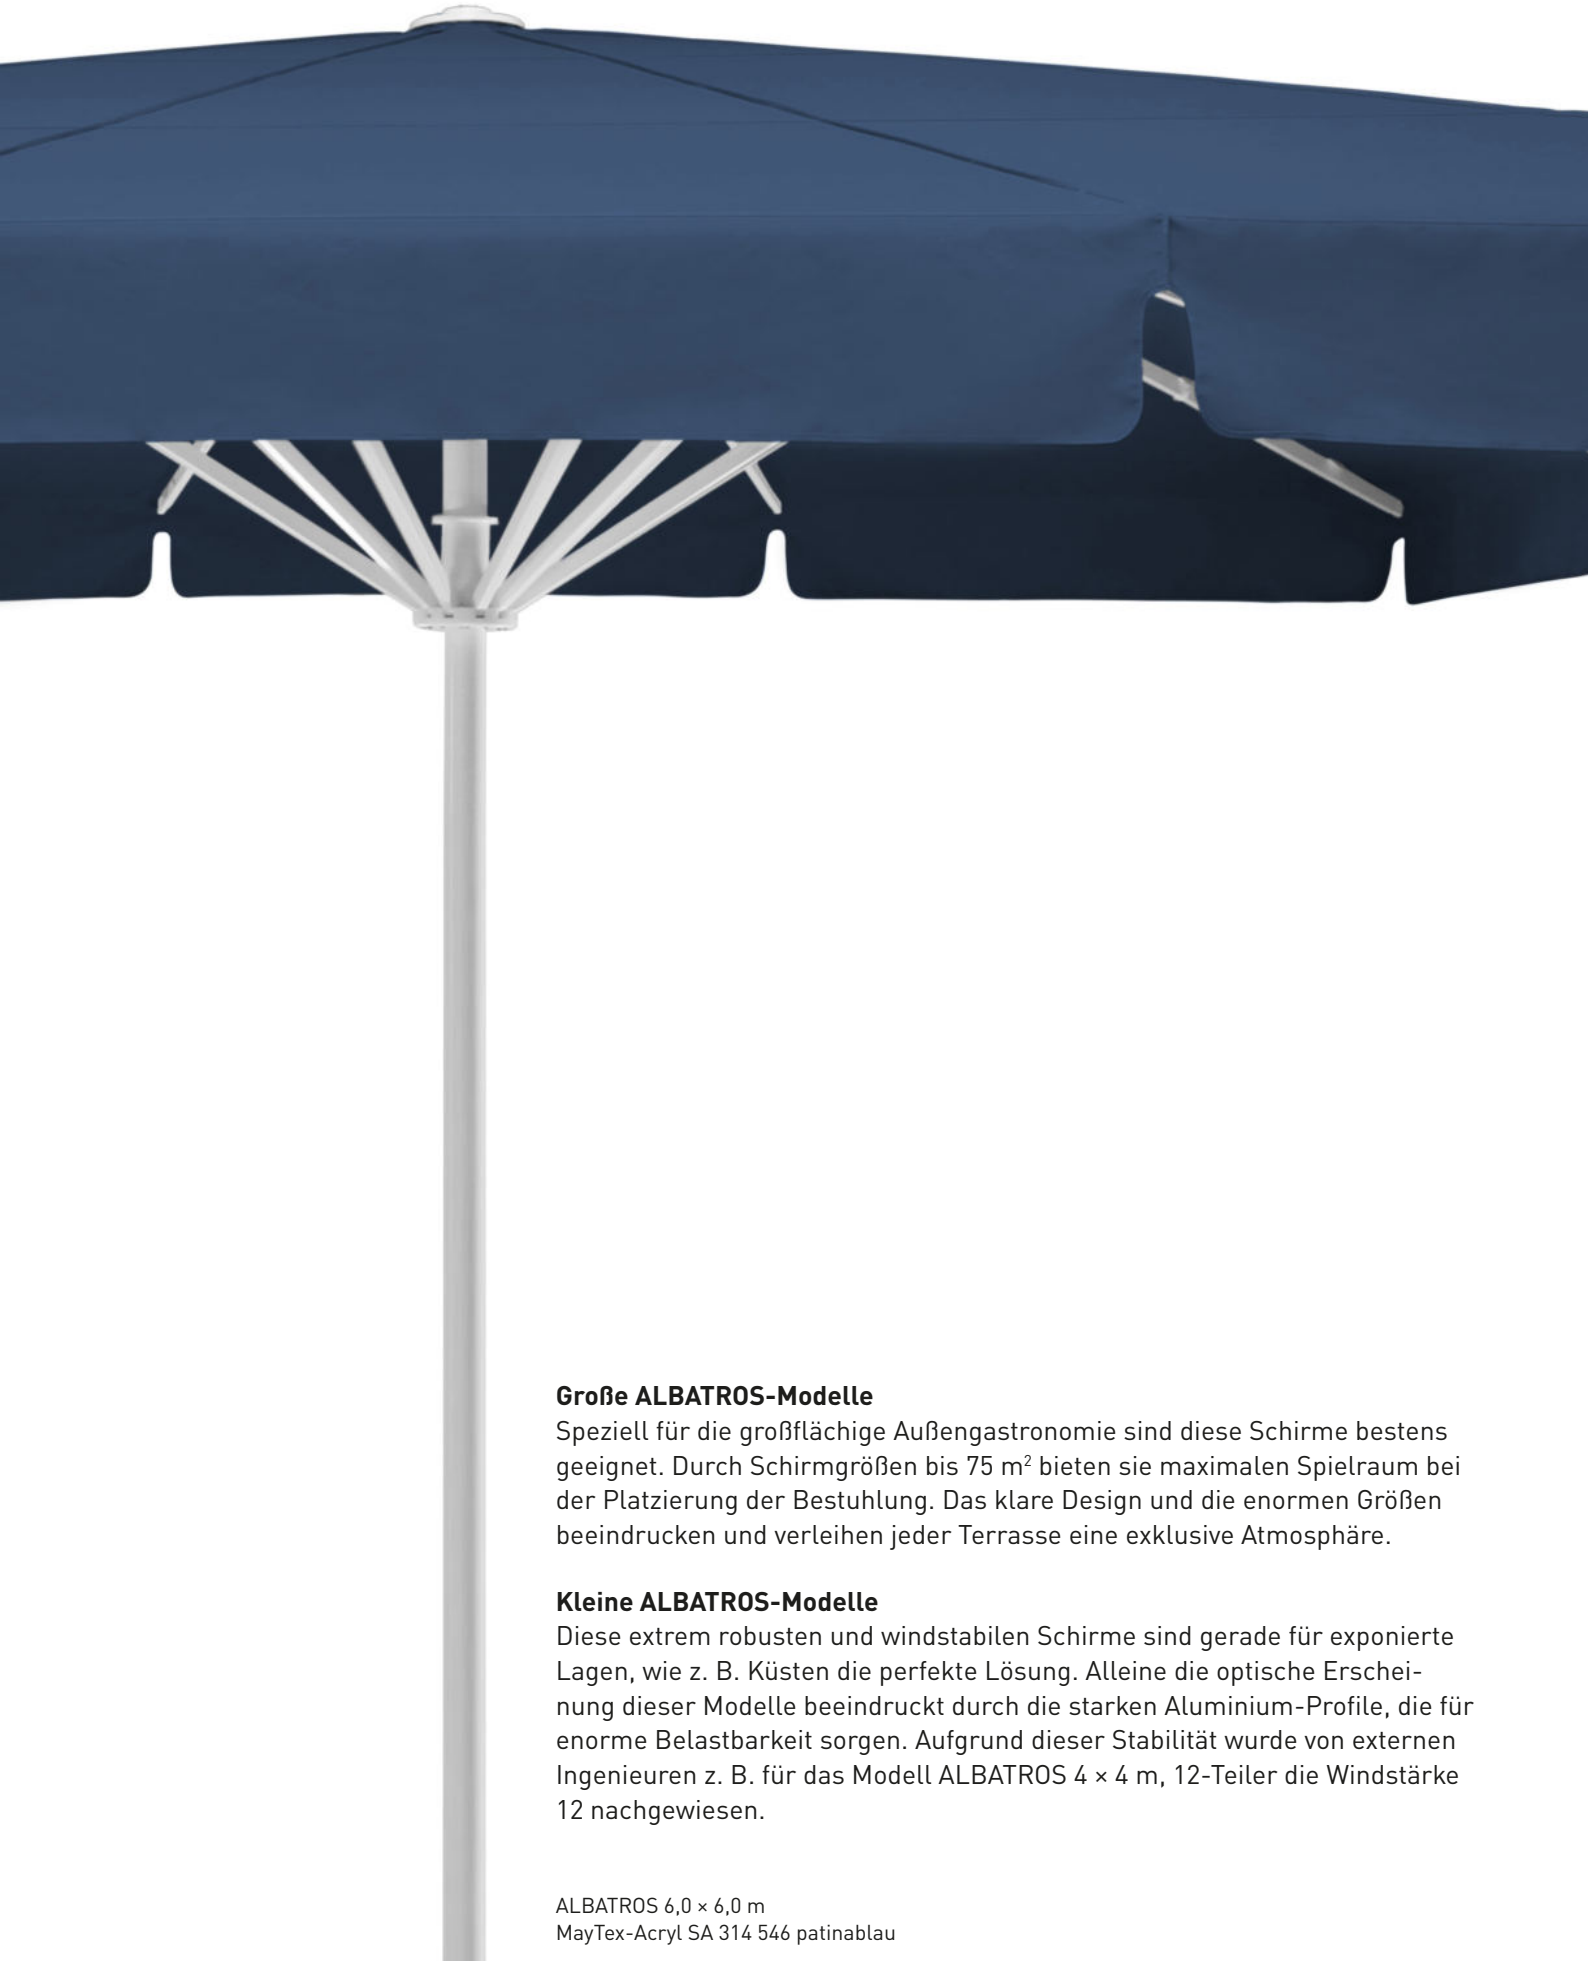 Große ALBATROS-Modelle
Speziell für die großflächige Außengastronomie sind diese Schirme bestens
geeignet. Durch Schirmgrößen bis 75 m² bieten sie maximalen Spielraum bei
der Platzierung der Bestuhlung. Das klare Design und die enormen Größen
beeindrucken und verleihen jeder Terrasse eine exklusive Atmosphäre.
Kleine ALBATROS-Modelle
Diese extrem robusten und windstabilen Schirme sind gerade für exponierte
Lagen, wie z. B. Küsten die perfekte Lösung. Alleine die optische Erschei-
nung dieser Modelle beeindruckt durch die starken Aluminium-Profile, die für
enorme Belastbarkeit sorgen. Aufgrund dieser Stabilität wurde von externen
Ingenieuren z. B. für das Modell ALBATROS 4 × 4 m, 12-Teiler die Windstärke
12 nachgewiesen.
ALBATROS 6,0 × 6,0 m
MayTex-Acryl SA 314 546 patinablau